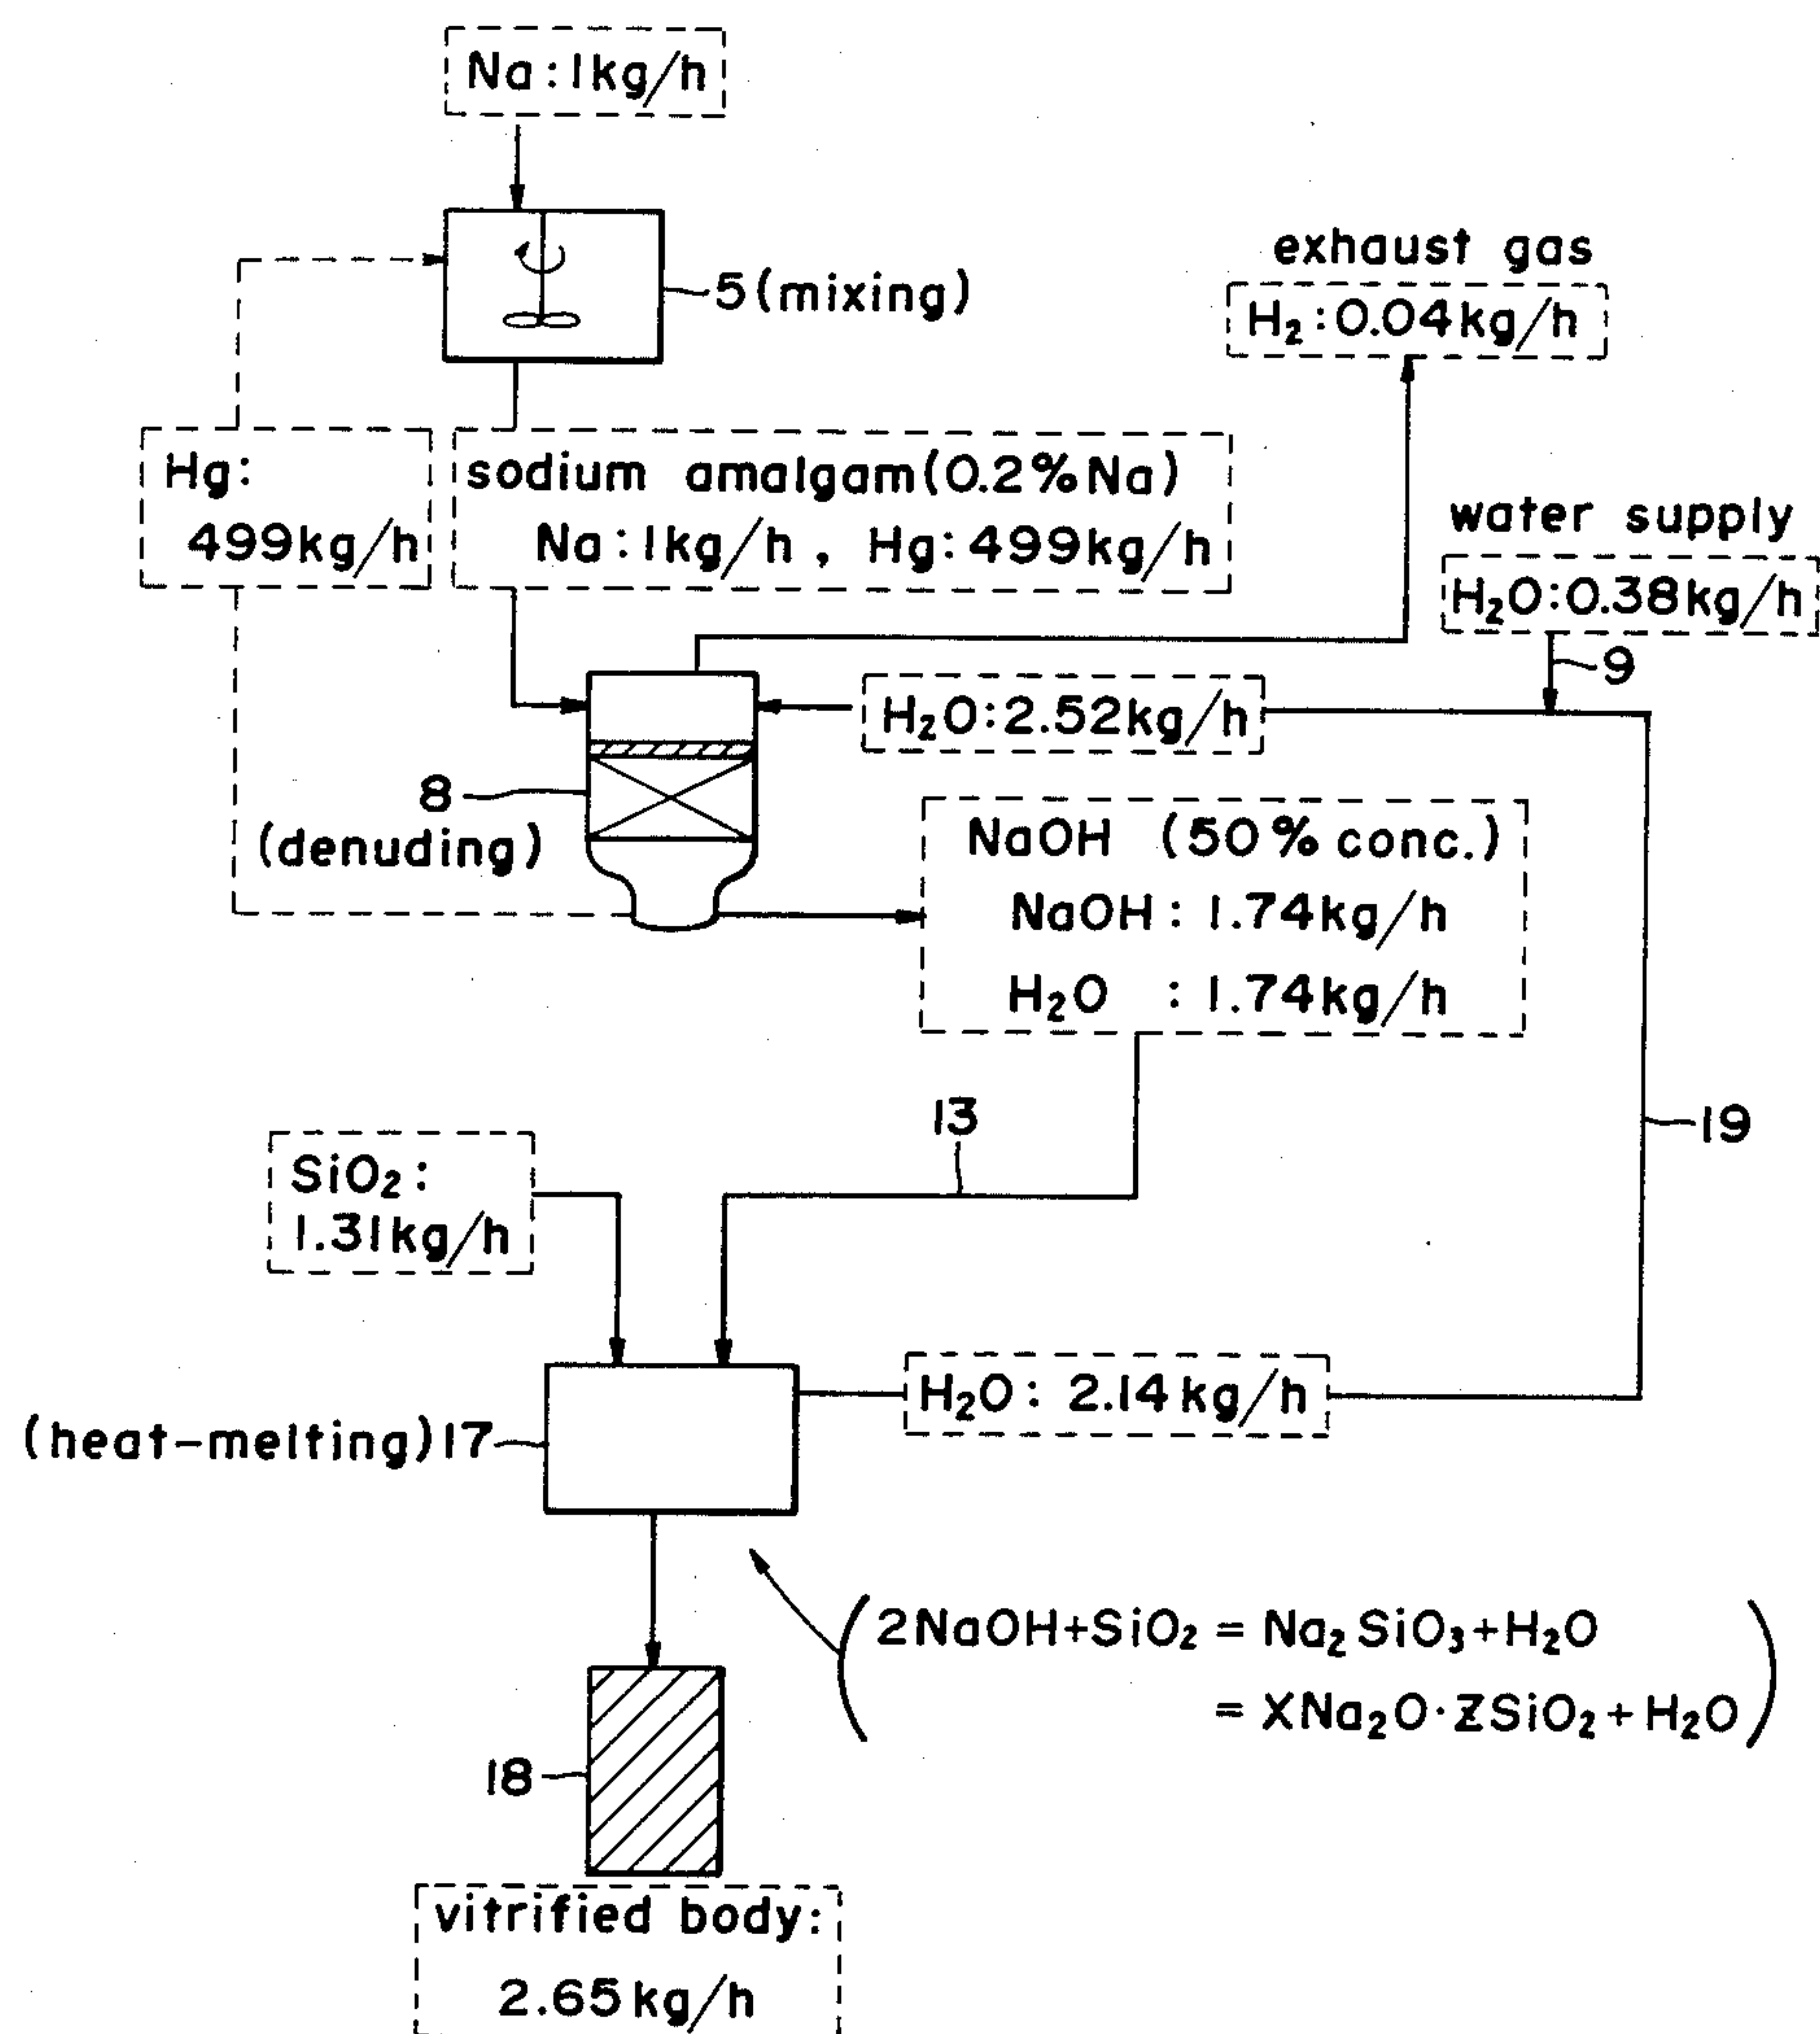 Na:1kg/h
5(mixing)
exhaust gas
H₂:0.04kg/h
Hg:
499kg/h
sodium amalgam(0.2%Na)
Na:1kg/h, Hg:499kg/h
water supply
H₂O:0.38kg/h
9
H₂O:2.52kg/h
8
(denuding)
NaOH (50% conc.)
NaOH:1.74kg/h
H₂O :1.74kg/h
13
19
SiO₂:
1.31kg/h
H₂O: 2.14kg/h
(heat-melting)17
2NaOH+SiO₂ = Na₂SiO₃+H₂O
= XNa₂O·ZSiO₂+H₂O
18
vitrified body:
2.65kg/h